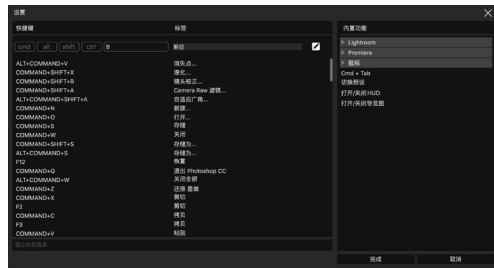 设置
快捷键 标签 内置功能
cmd alt shift ctrl 剪切
Lightroom
Premiere
鼠标
Cmd + Tab
切换预设
打开/关闭 HUD
打开/关闭导览图
ALT+COMMAND+V 消失点...
COMMAND+SHIFT+X 液化...
COMMAND+SHIFT+R 镜头校正...
COMMAND+SHIFT+A Camera Raw 滤镜...
ALT+COMMAND+SHIFT+A 自适应广角...
COMMAND+N 新建...
COMMAND+O 打开...
COMMAND+S 存储
COMMAND+W 关闭
COMMAND+SHIFT+S 存储为...
ALT+COMMAND+S 存储为...
F12 恢复
COMMAND+Q 退出 Photoshop CC
ALT+COMMAND+W 关闭全部
COMMAND+Z 还原 重做
COMMAND+X 剪切
F2 剪切
COMMAND+C 拷贝
F3 拷贝
COMMAND+V 粘贴
完成 取消